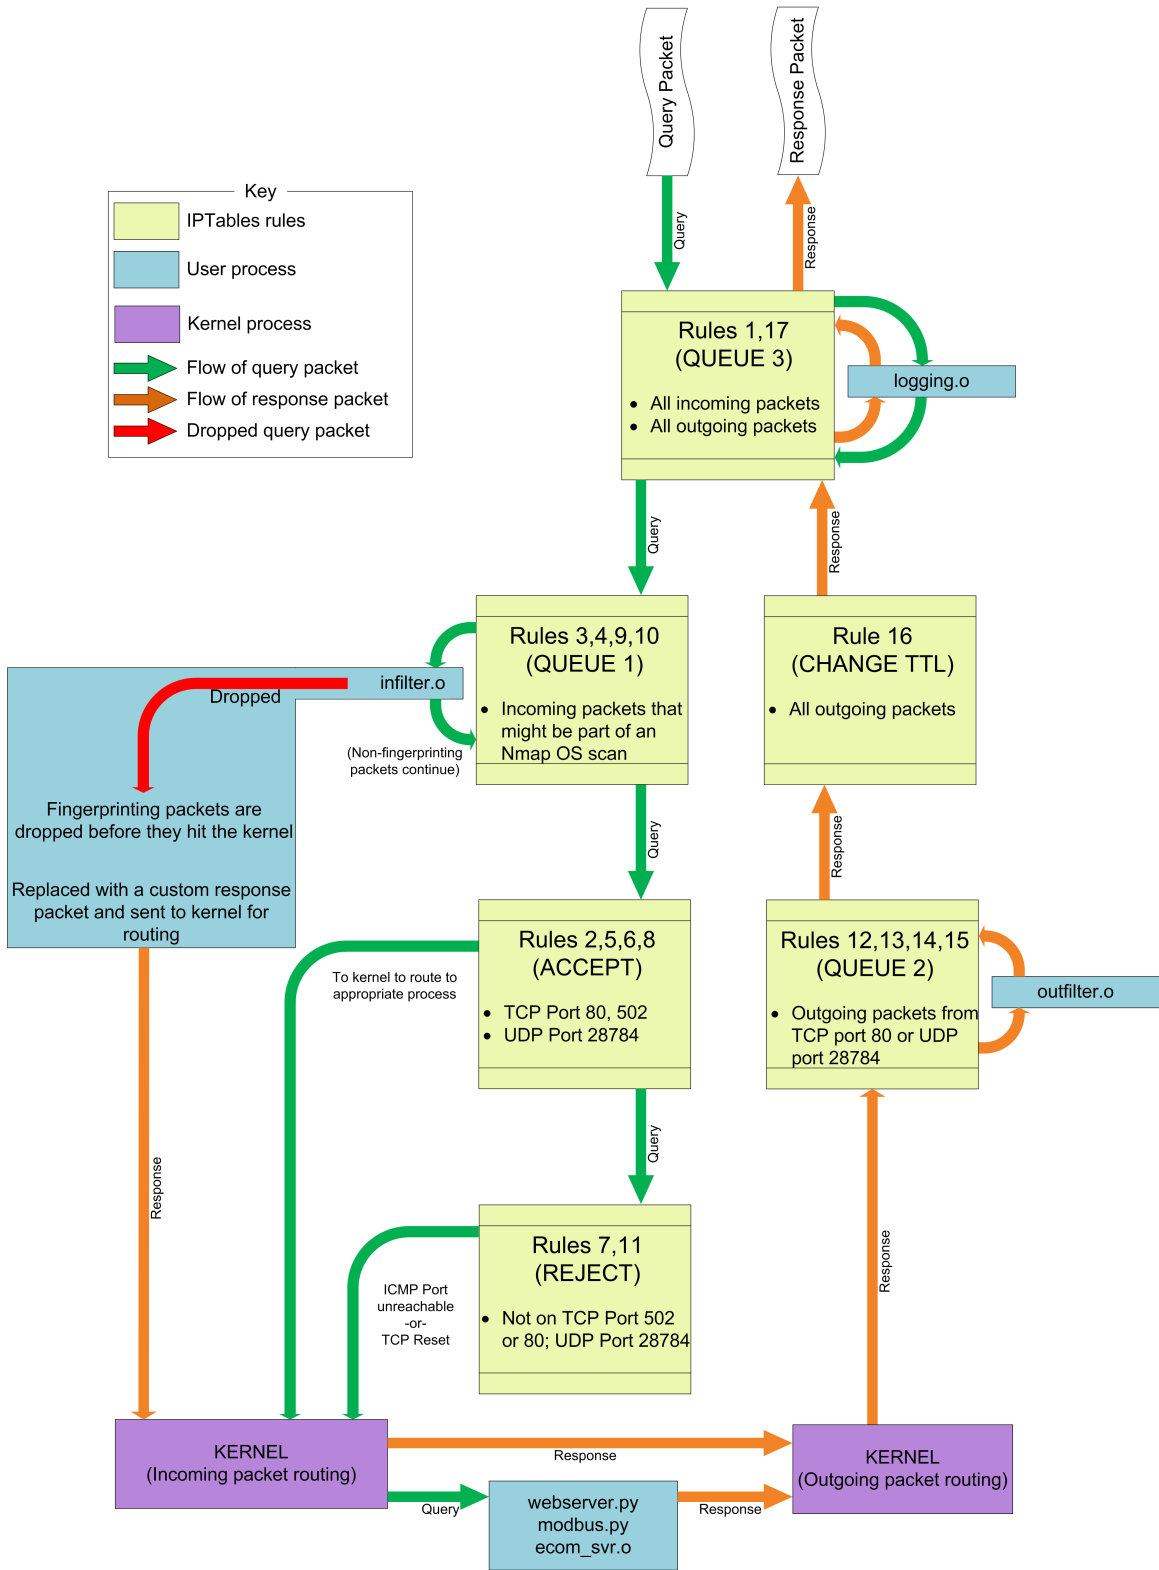 Query Packet
Response Packet
Key
IPTables rules
User process
Kernel process
Flow of query packet
Flow of response packet
Dropped query packet
Query
Response
Rules 1,17
(QUEUE 3)
• All incoming packets
• All outgoing packets
logging.o
Query
Response
Rules 3,4,9,10
(QUEUE 1)
• Incoming packets that
might be part of an
Nmap OS scan
Rule 16
(CHANGE TTL)
• All outgoing packets
infilter.o
Dropped
(Non-fingerprinting
packets continue)
Fingerprinting packets are
dropped before they hit the kernel
Replaced with a custom response
packet and sent to kernel for
routing
Query
Response
Rules 2,5,6,8
(ACCEPT)
• TCP Port 80, 502
• UDP Port 28784
To kernel to route to
appropriate process
Rules 12,13,14,15
(QUEUE 2)
• Outgoing packets from
TCP port 80 or UDP
port 28784
outfilter.o
Query
Response
Response
Rules 7,11
(REJECT)
• Not on TCP Port 502
or 80; UDP Port 28784
ICMP Port
unreachable
-or-
TCP Reset
KERNEL
(Incoming packet routing)
Response
KERNEL
(Outgoing packet routing)
Query
webserver.py
modbus.py
ecom_svr.o
Response